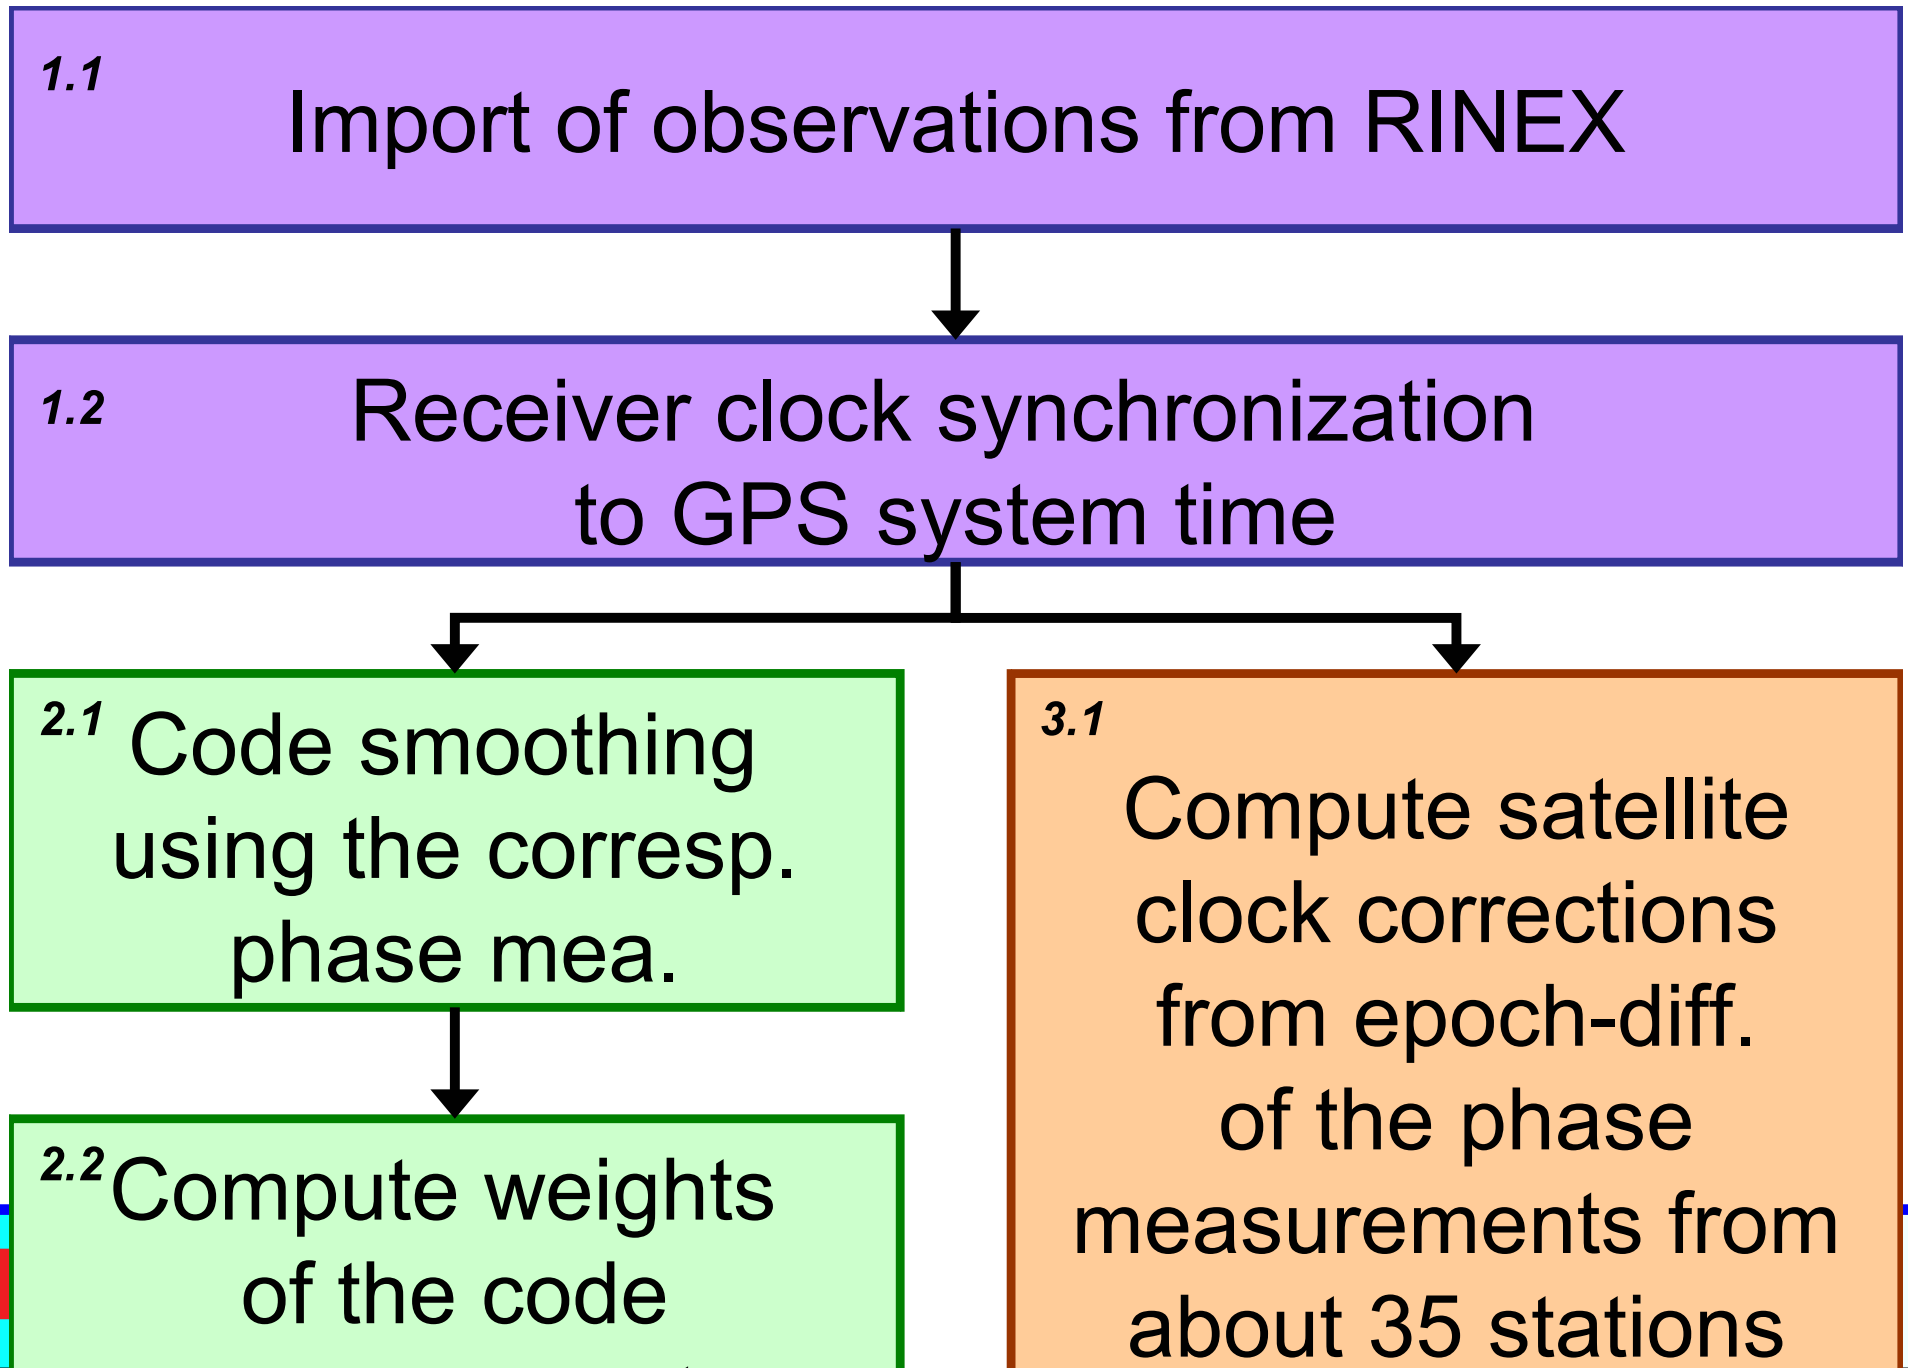 1.1
Import of observations from RINEX
1.2
Receiver clock synchronization
to GPS system time
2.1
Code smoothing
using the corresp.
phase mea.
2.2
Compute weights
of the code
3.1
Compute satellite
clock corrections
from epoch-diff.
of the phase
measurements from
about 35 stations